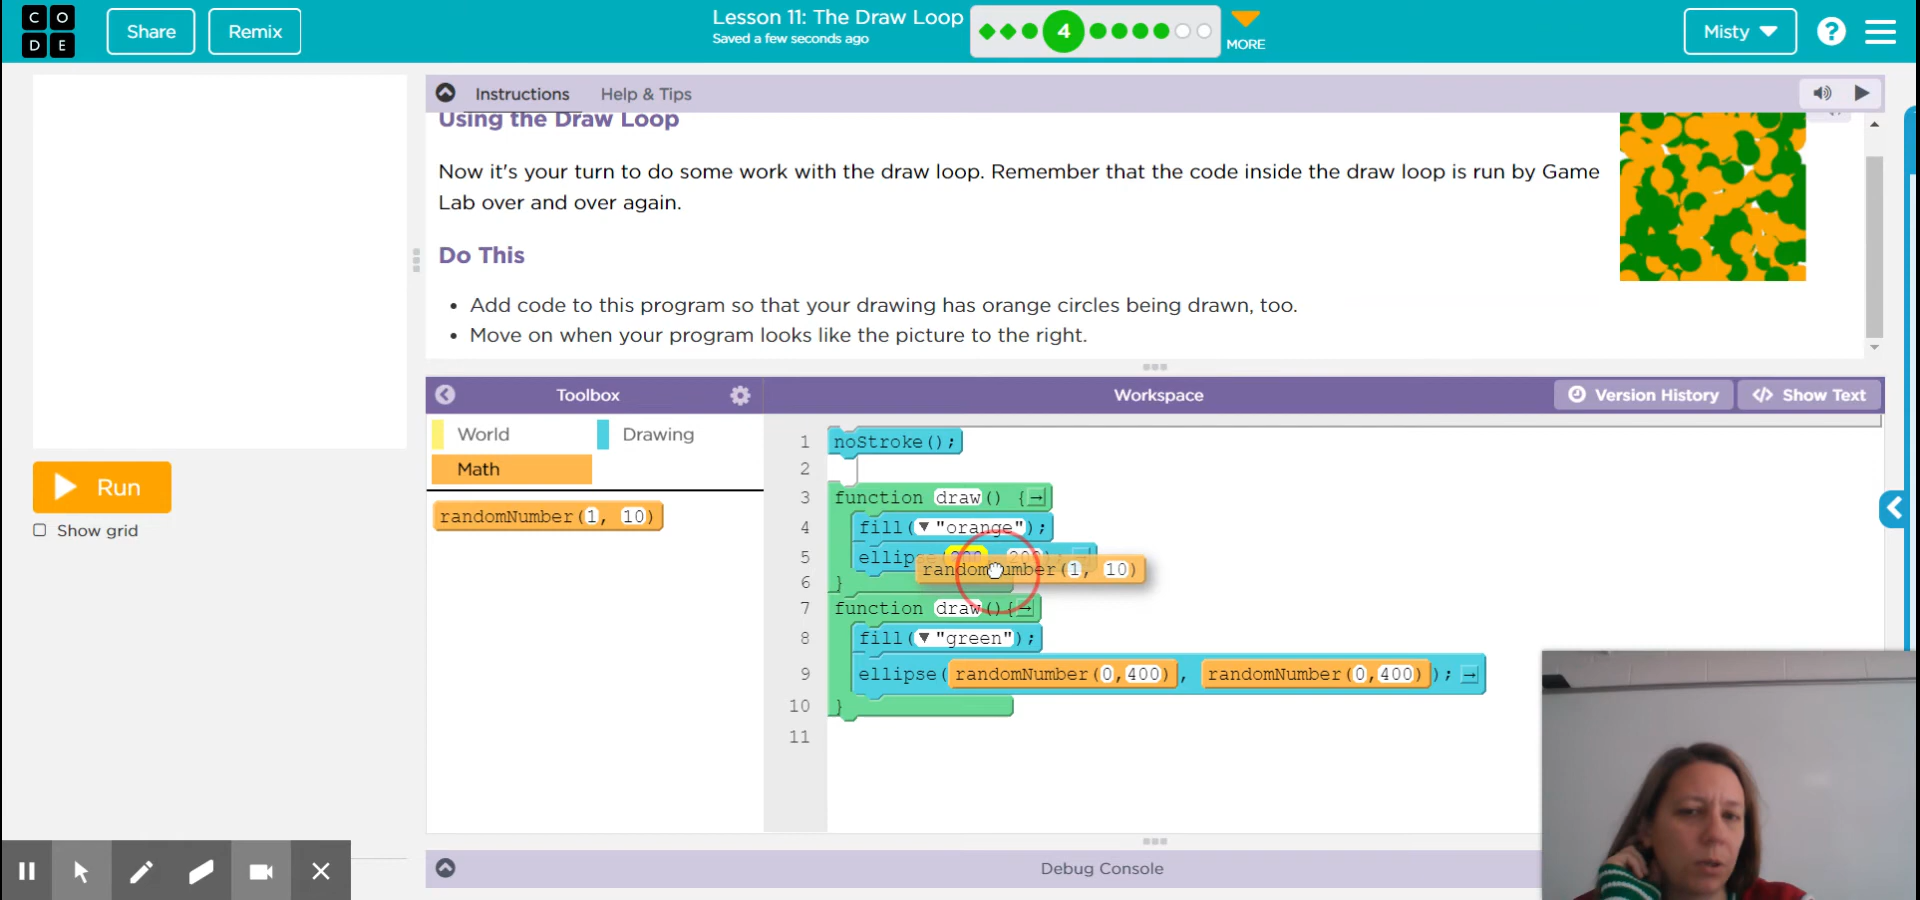 C O
D E
Share
Remix
Lesson 11: The Draw Loop
Saved a few seconds ago
4
MORE
Misty
?
Instructions
Help & Tips
Using the Draw Loop
Now it's your turn to do some work with the draw loop. Remember that the code inside the draw loop is run by Game
Lab over and over again.
Do This
• Add code to this program so that your drawing has orange circles being drawn, too.
• Move on when your program looks like the picture to the right.
Run
Show grid
Toolbox
World
Drawing
Math
randomNumber(1, 10)
Workspace
Version History
</> Show Text
1 noStroke();
2
3 function draw() {→
4 fill(▼ "orange");
5 ellipse(
randomNumber(1, 10)
6 }
7 function draw(){→
8 fill(▼ "green");
9 ellipse(randomNumber(0,400), randomNumber(0,400));→
10 }
11
Debug Console